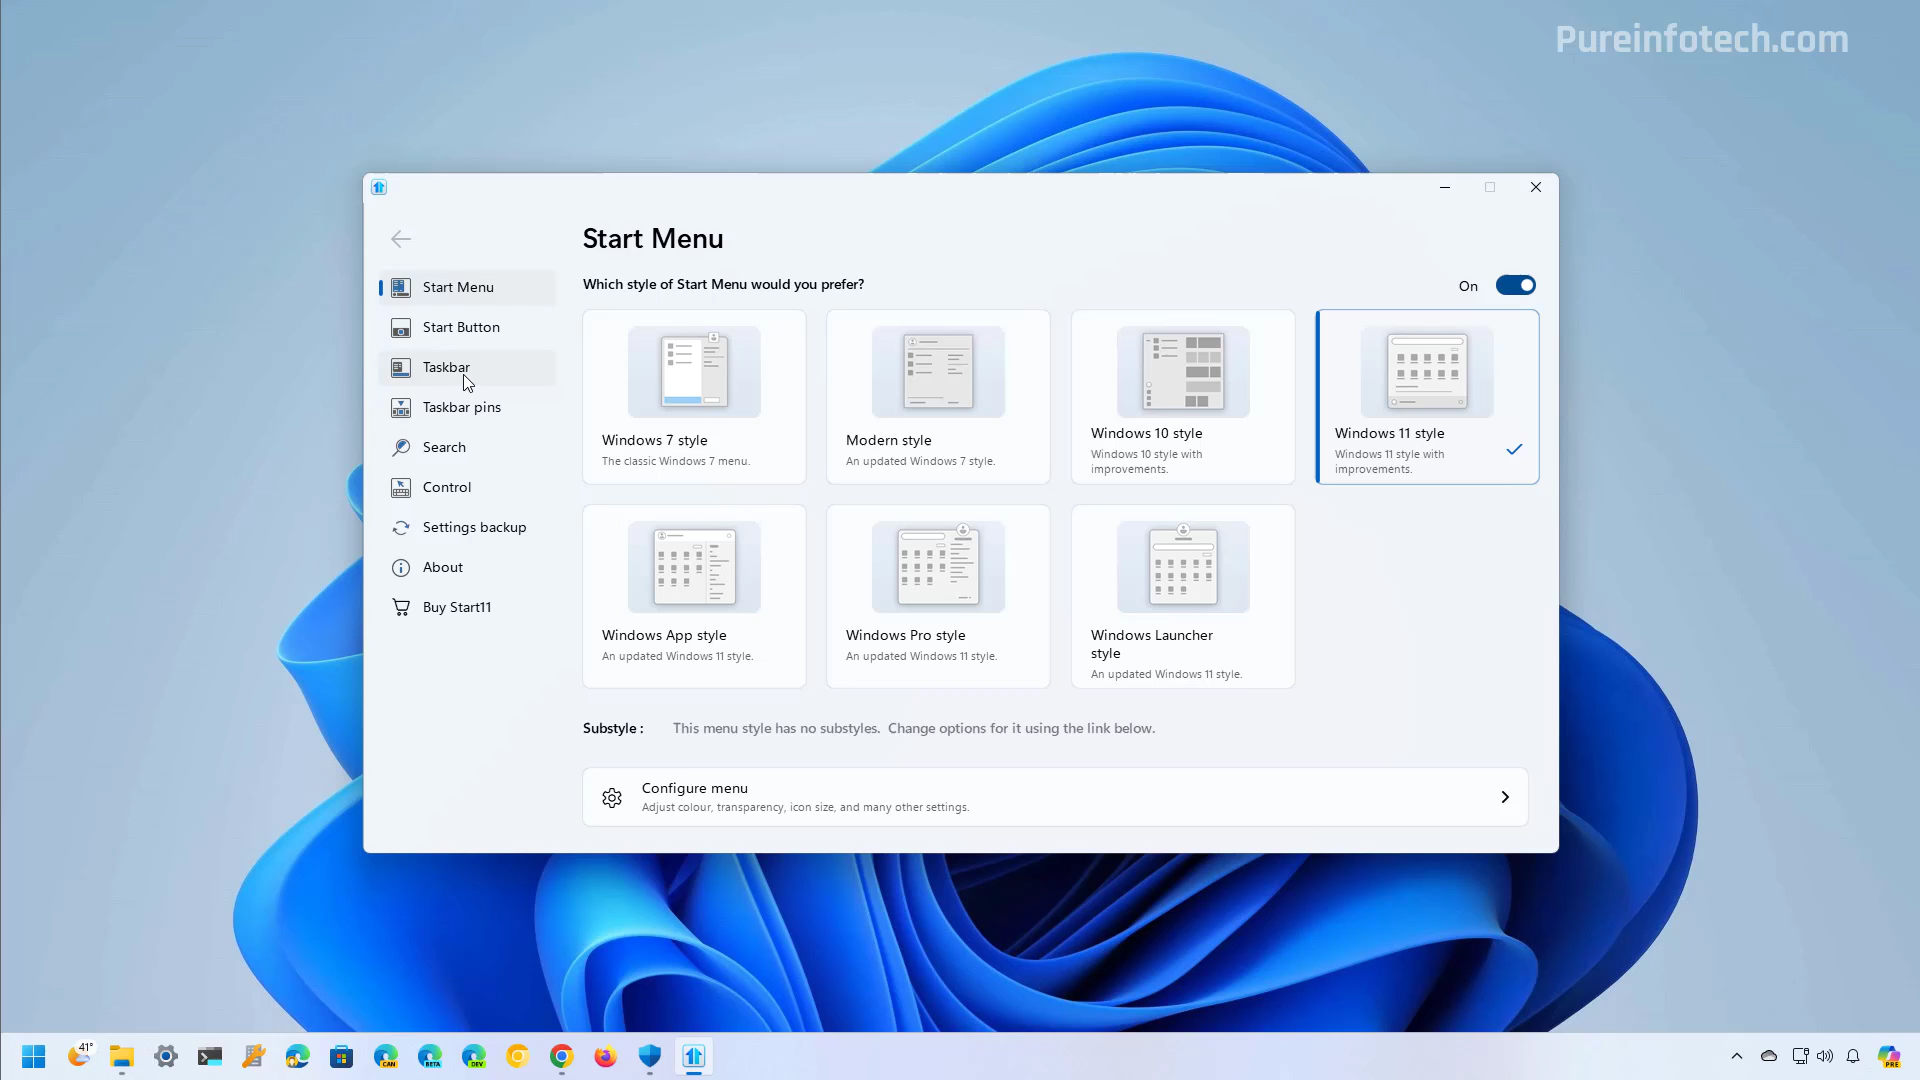 Pureinfotech.com
Start Menu
Which style of Start Menu would you prefer?
On
Start Menu
Start Button
Taskbar
Taskbar pins
Search
Control
Settings backup
About
Buy Start11
Windows 7 style
The classic Windows 7 menu.
Modern style
An updated Windows 7 style.
Windows 10 style
Windows 10 style with
improvements.
Windows 11 style
Windows 11 style with
improvements.
Windows App style
An updated Windows 11 style.
Windows Pro style
An updated Windows 11 style.
Windows Launcher
style
An updated Windows 11 style.
Substyle : This menu style has no substyles. Change options for it using the link below.
Configure menu
Adjust colour, transparency, icon size, and many other settings.
41°
CAN
BETA
DEV
PRE